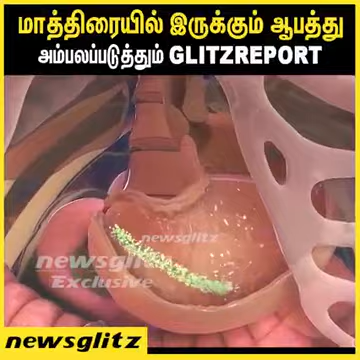 மாத்திரையில் இருக்கும் ஆபத்து
அம்பலப்படுத்தும் GLITZREPORT
newsglitz
newsglitz
Exclusive
newsglitz